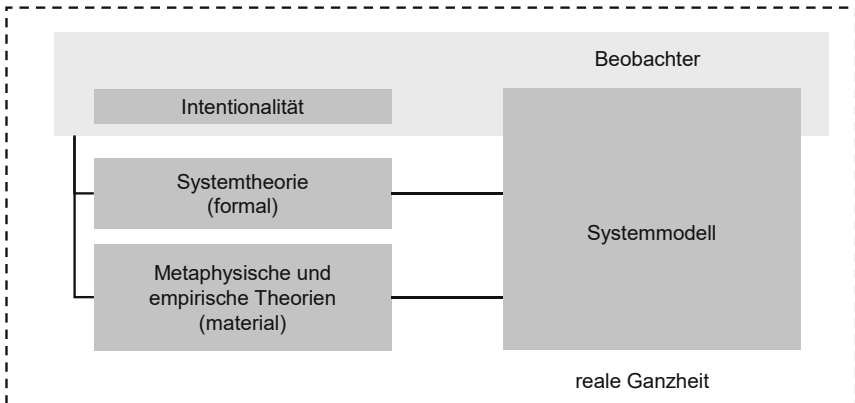 Beobachter
Intentionalität
Systemtheorie
(formal)
Systemmodell
Metaphysische und
empirische Theorien
(material)
reale Ganzheit